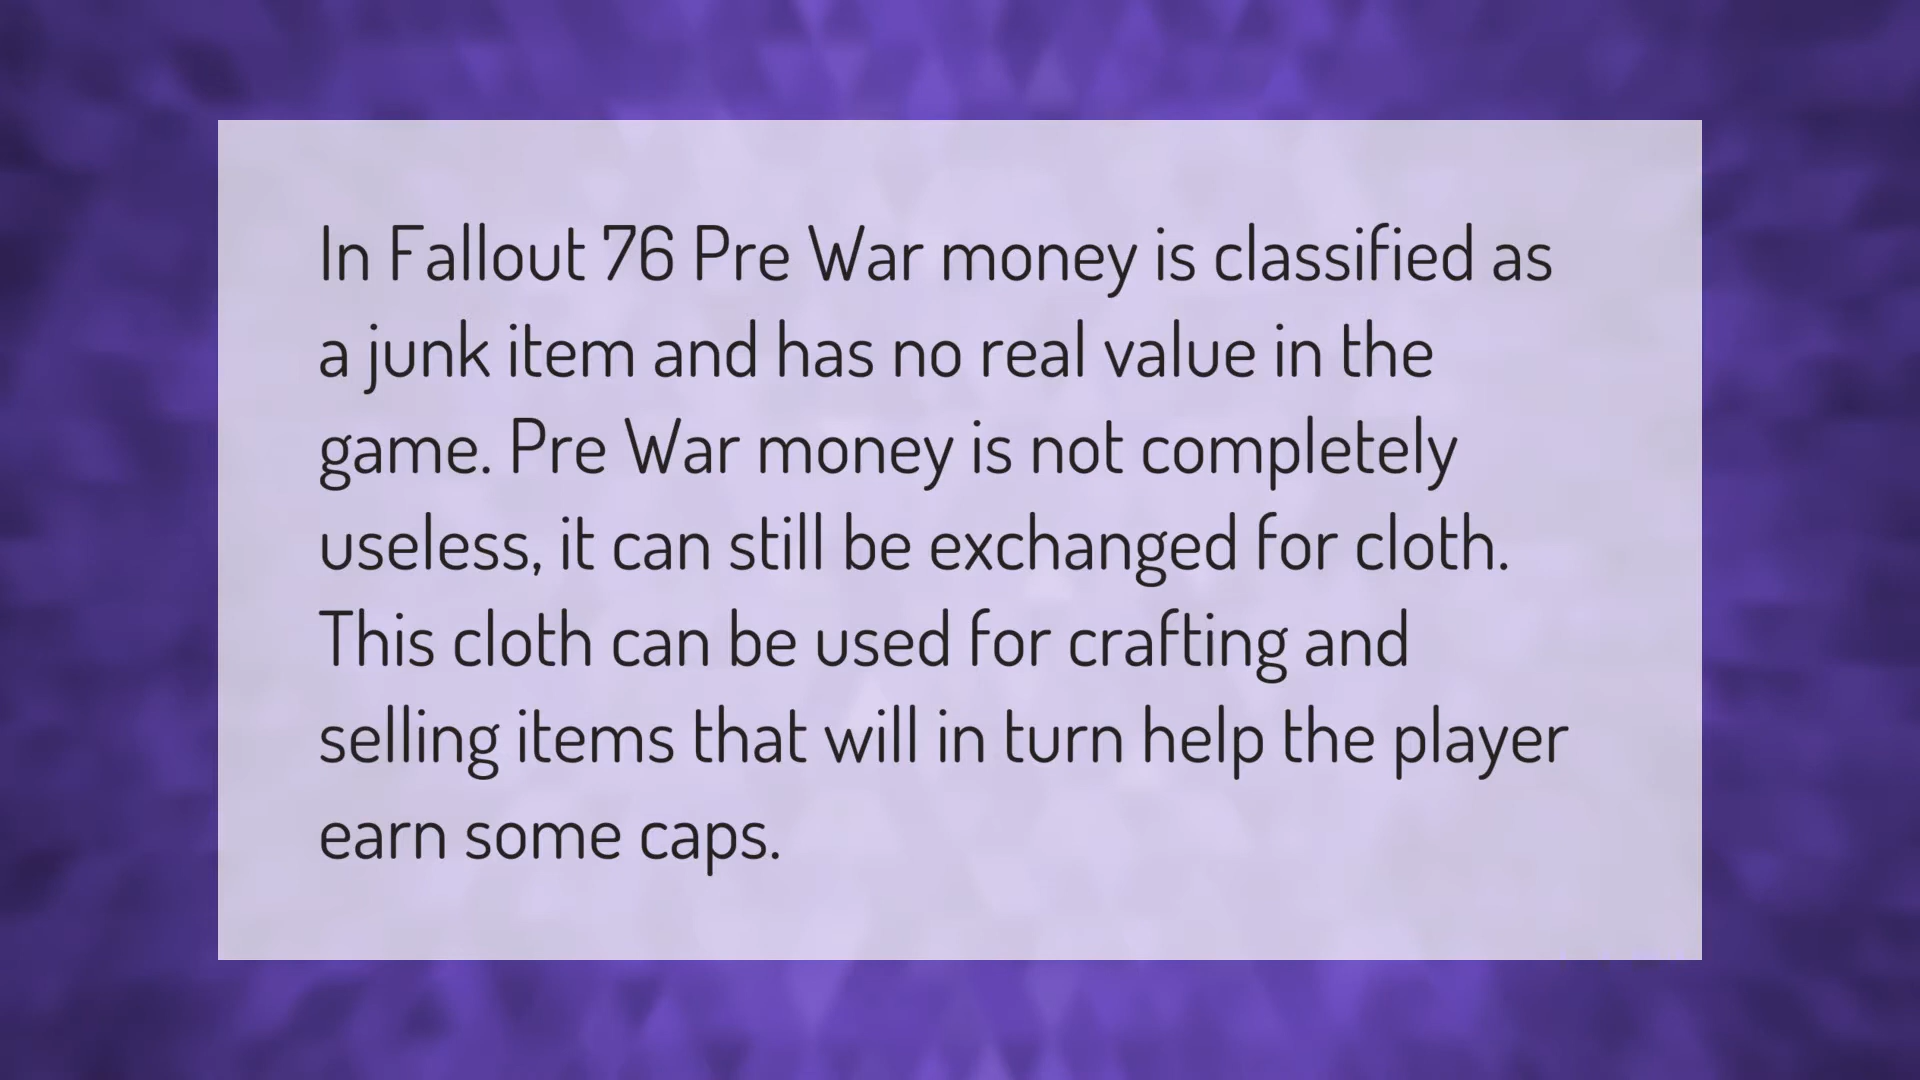 In Fallout 76 Pre War money is classified as
a junk item and has no real value in the
game. Pre War money is not completely
useless, it can still be exchanged for cloth.
This cloth can be used for crafting and
selling items that will in turn help the player
earn some caps.